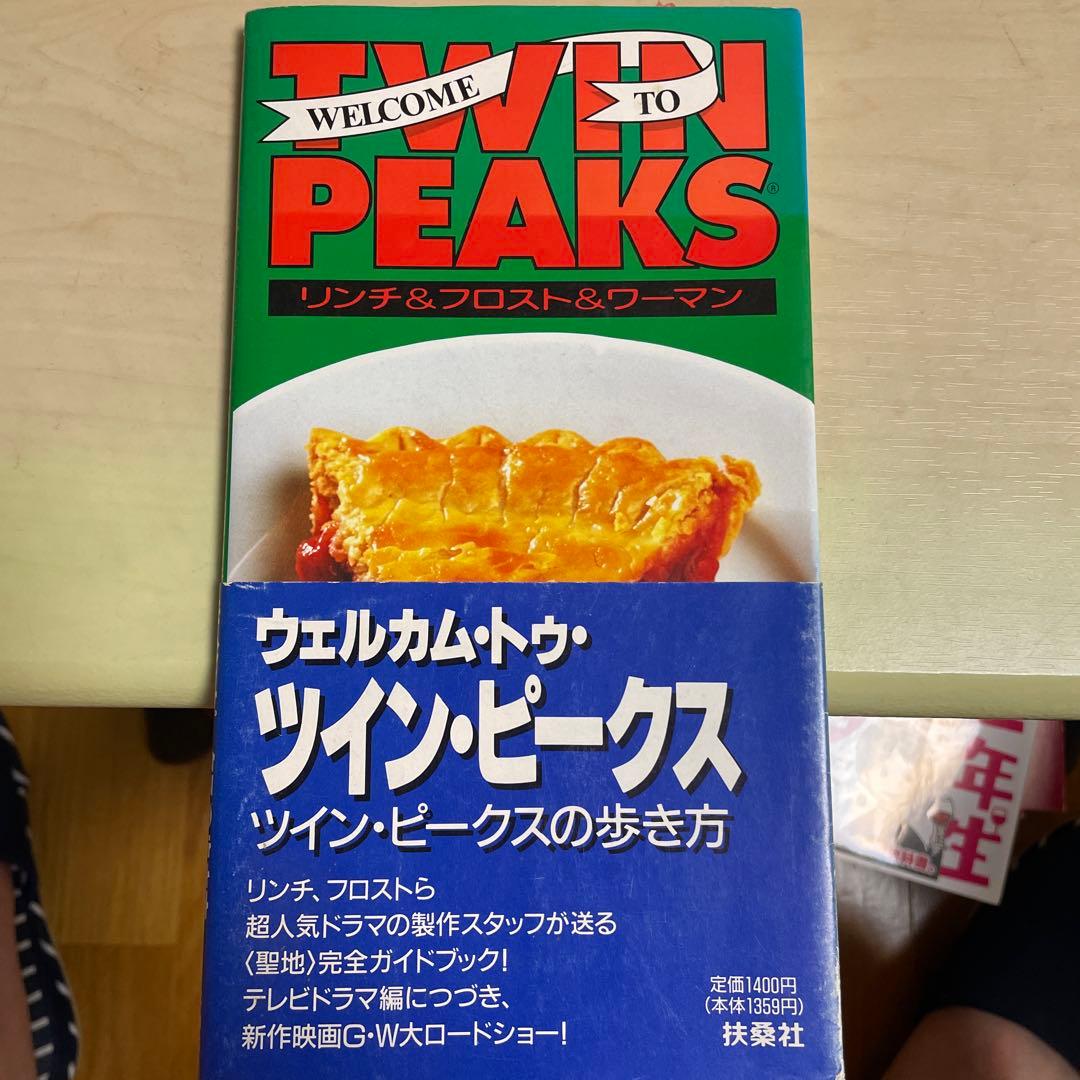 WELCOME TO
TWIN
PEAKS®
リンチ&フロスト&ワーマン
ウェルカム・トゥ・
ツイン・ピークス
ツイン・ピークスの歩き方
リンチ、フロストら
超人気ドラマの製作スタッフが送る
〈聖地〉完全ガイドブック!
テレビドラマ編につづき、
新作映画G・W大ロードショー!
定価1400円
(本体1359円)
扶桑社
年生